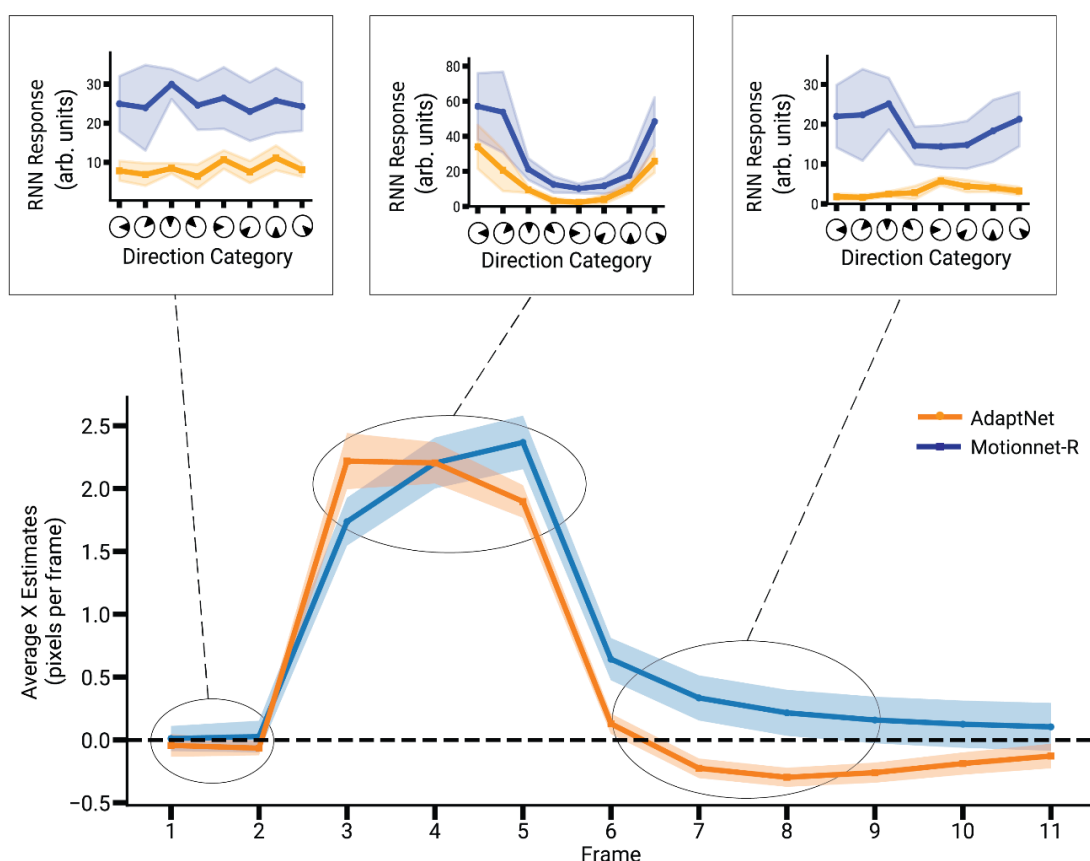 RNN Response
(arb. units)
30
20
10
Direction Category
RNN Response
(arb. units)
80
60
40
20
0
Direction Category
RNN Response
(arb. units)
30
20
10
0
Direction Category
Average X Estimates
(pixels per frame)
2.5
2.0
1.5
1.0
0.5
0.0
−0.5
AdaptNet
Motionnet-R
1 2 3 4 5 6 7 8 9 10 11
Frame